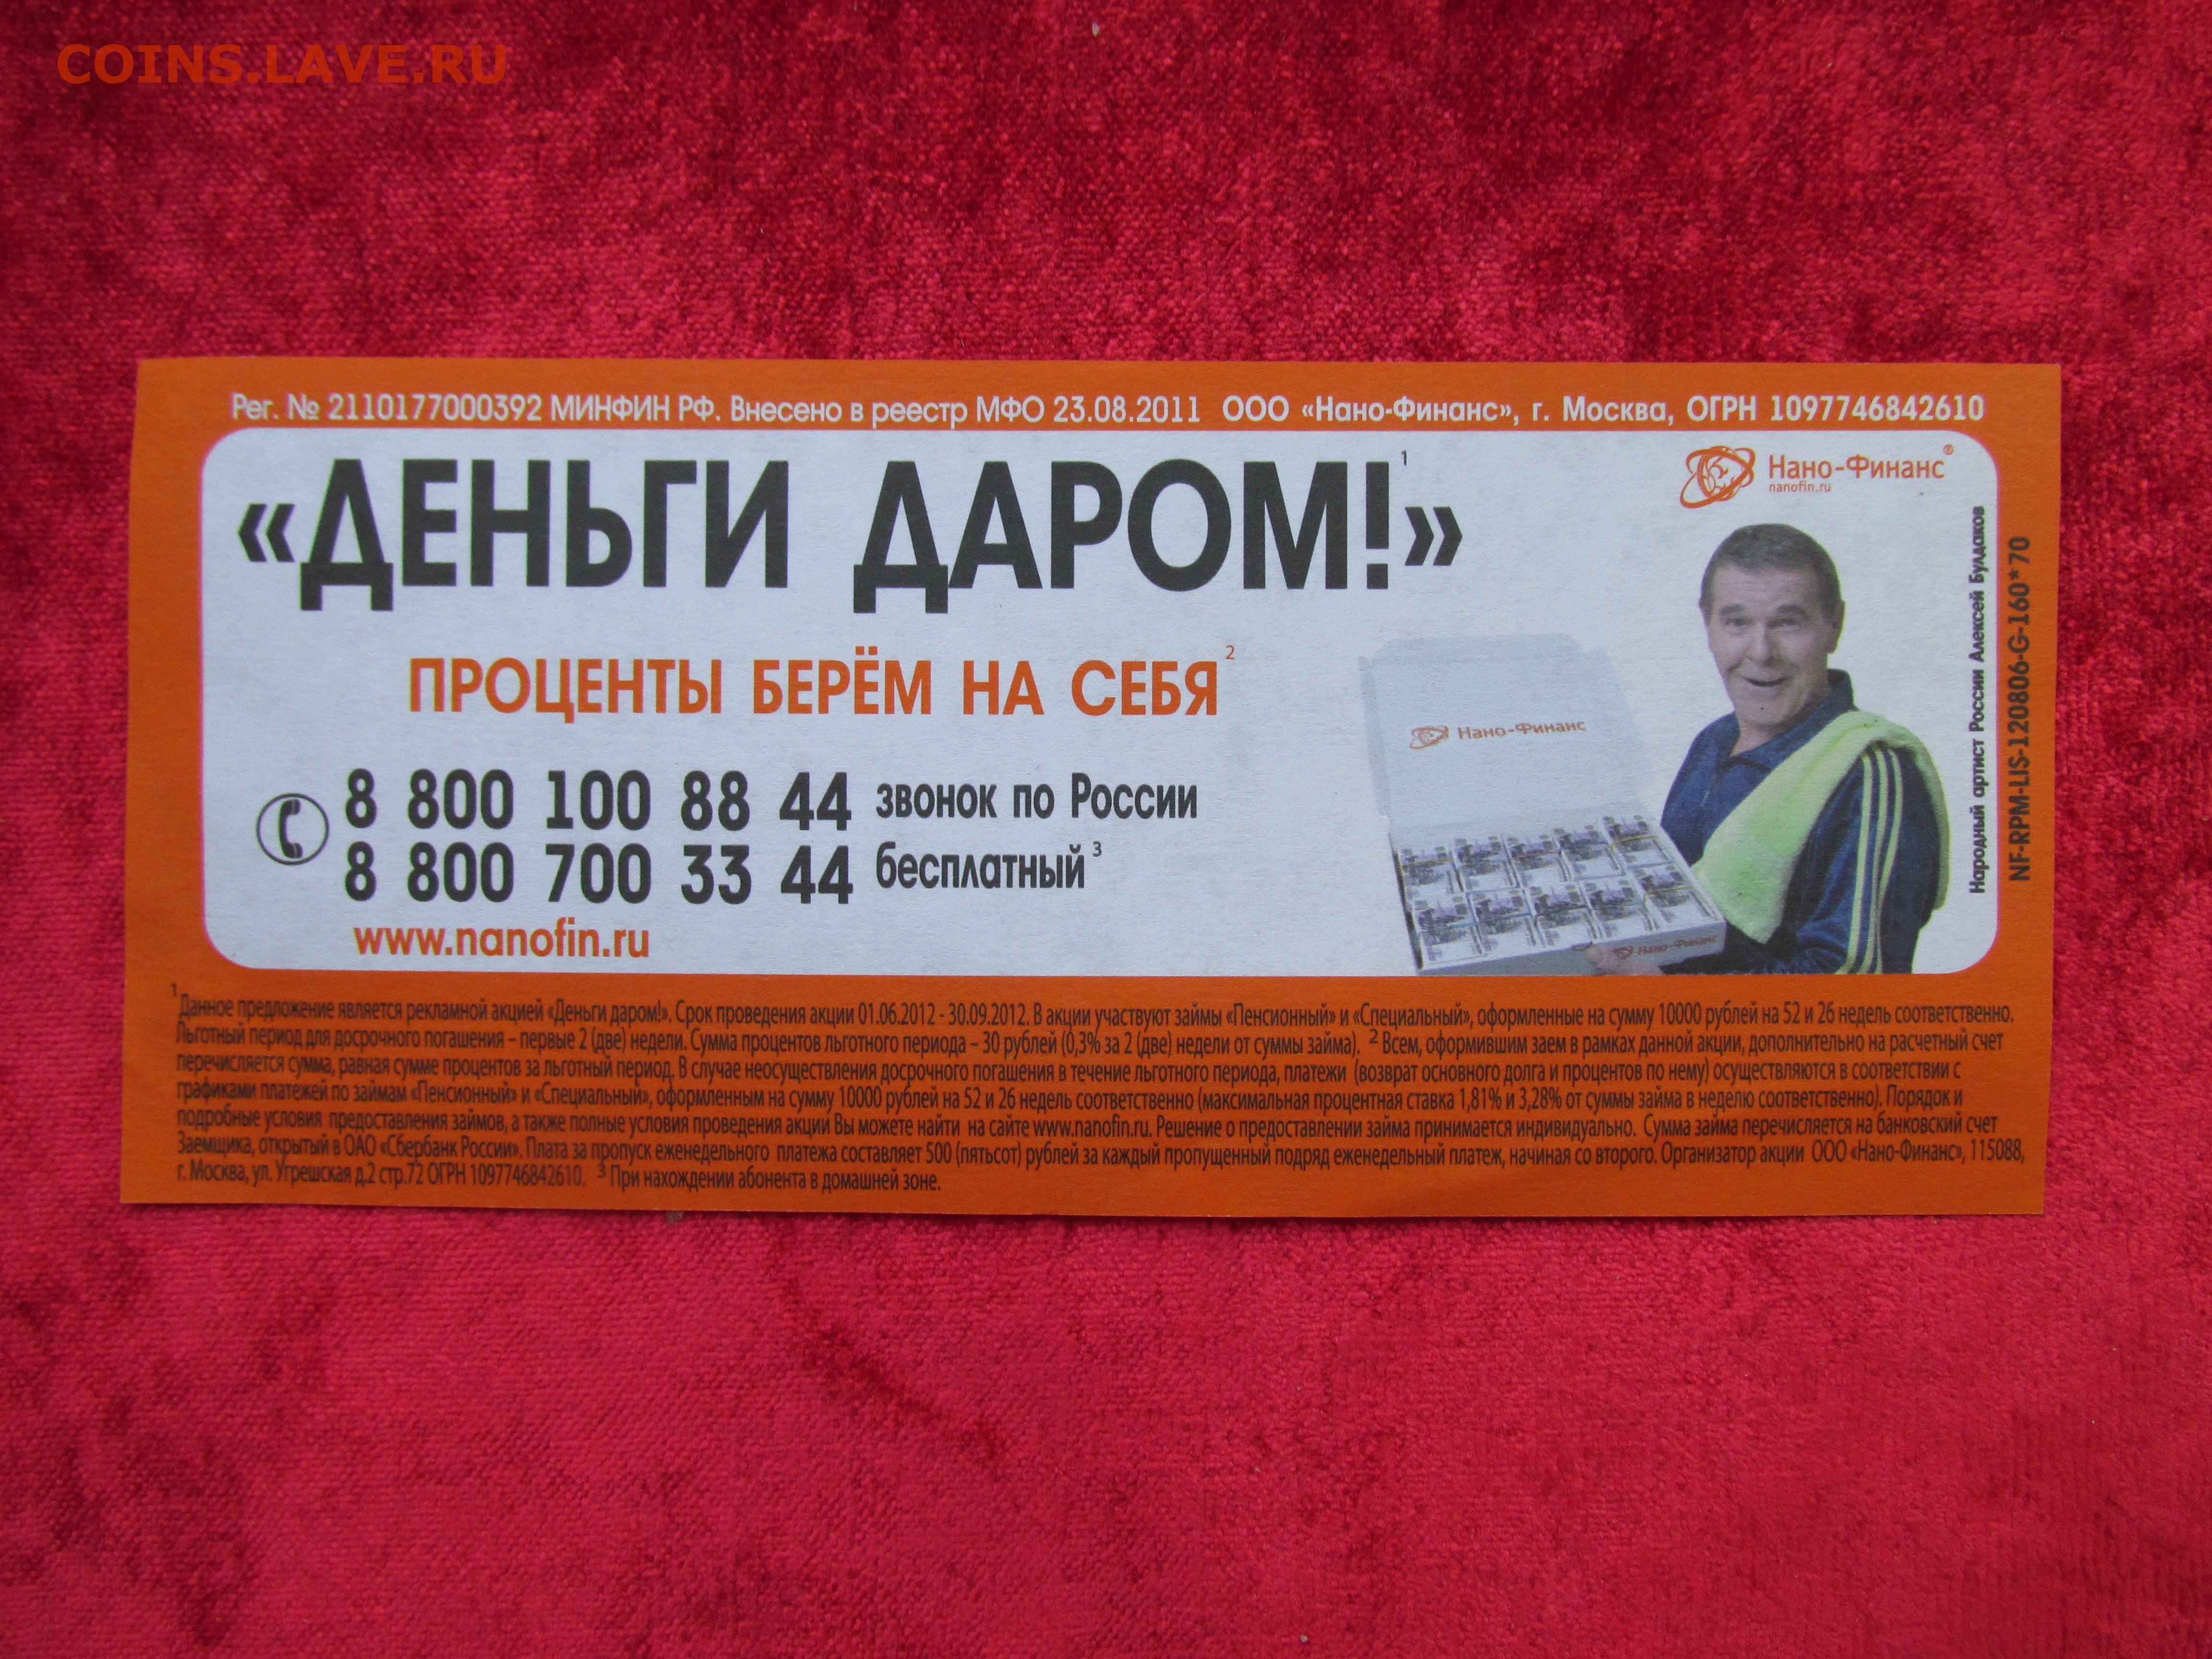 COINS.LAVE.RU
Рег. № 2110177000392 МИНФИН РФ. Внесено в реестр МФО 23.08.2011 ООО «Нано-Финанс», г. Москва, ОГРН 1097746842610
«ДЕНЬГИ ДАРОМ!»¹
Нано-Финанс®
nanofin.ru
ПРОЦЕНТЫ БЕРЁМ НА СЕБЯ²
8 800 100 88 44 звонок по России
8 800 700 33 44 бесплатный³
www.nanofin.ru
Нано-Финанс
Нано-Финанс
Народный артист России Алексей Булдаков
NF-RPM-LIS-120806-G-160*70
¹ Данное предложение является рекламной акцией «Деньги даром!». Срок проведения акции 01.06.2012 - 30.09.2012. В акции участвуют займы «Пенсионный» и «Специальный», оформленные на сумму 10000 рублей на 52 и 26 недель соответственно.
Льготный период для досрочного погашения – первые 2 (две) недели. Сумма процентов льготного периода – 30 рублей (0,3% за 2 (две) недели от суммы займа). ² Всем, оформившим заем в рамках данной акции, дополнительно на расчетный счет
перечисляется сумма, равная сумме процентов за льготный период. В случае неосуществления досрочного погашения в течение льготного периода, платежи (возврат основного долга и процентов по нему) осуществляются в соответствии с
графиками платежей по займам «Пенсионный» и «Специальный», оформленным на сумму 10000 рублей на 52 и 26 недель соответственно (максимальная процентная ставка 1,81% и 3,28% от суммы займа в неделю соответственно). Порядок и
подробные условия предоставления займов, а также полные условия проведения акции Вы можете найти на сайте www.nanofin.ru. Решение о предоставлении займа принимается индивидуально. Сумма займа перечисляется на банковский счет
Заемщика, открытый в ОАО «Сбербанк России». Плата за пропуск еженедельного платежа составляет 500 (пятьсот) рублей за каждый пропущенный подряд еженедельный платеж, начиная со второго. Организатор акции ООО «Нано-Финанс», 115088,
г. Москва, ул. Угрешская д.2 стр.72 ОГРН 1097746842610. ³ При нахождении абонента в домашней зоне.